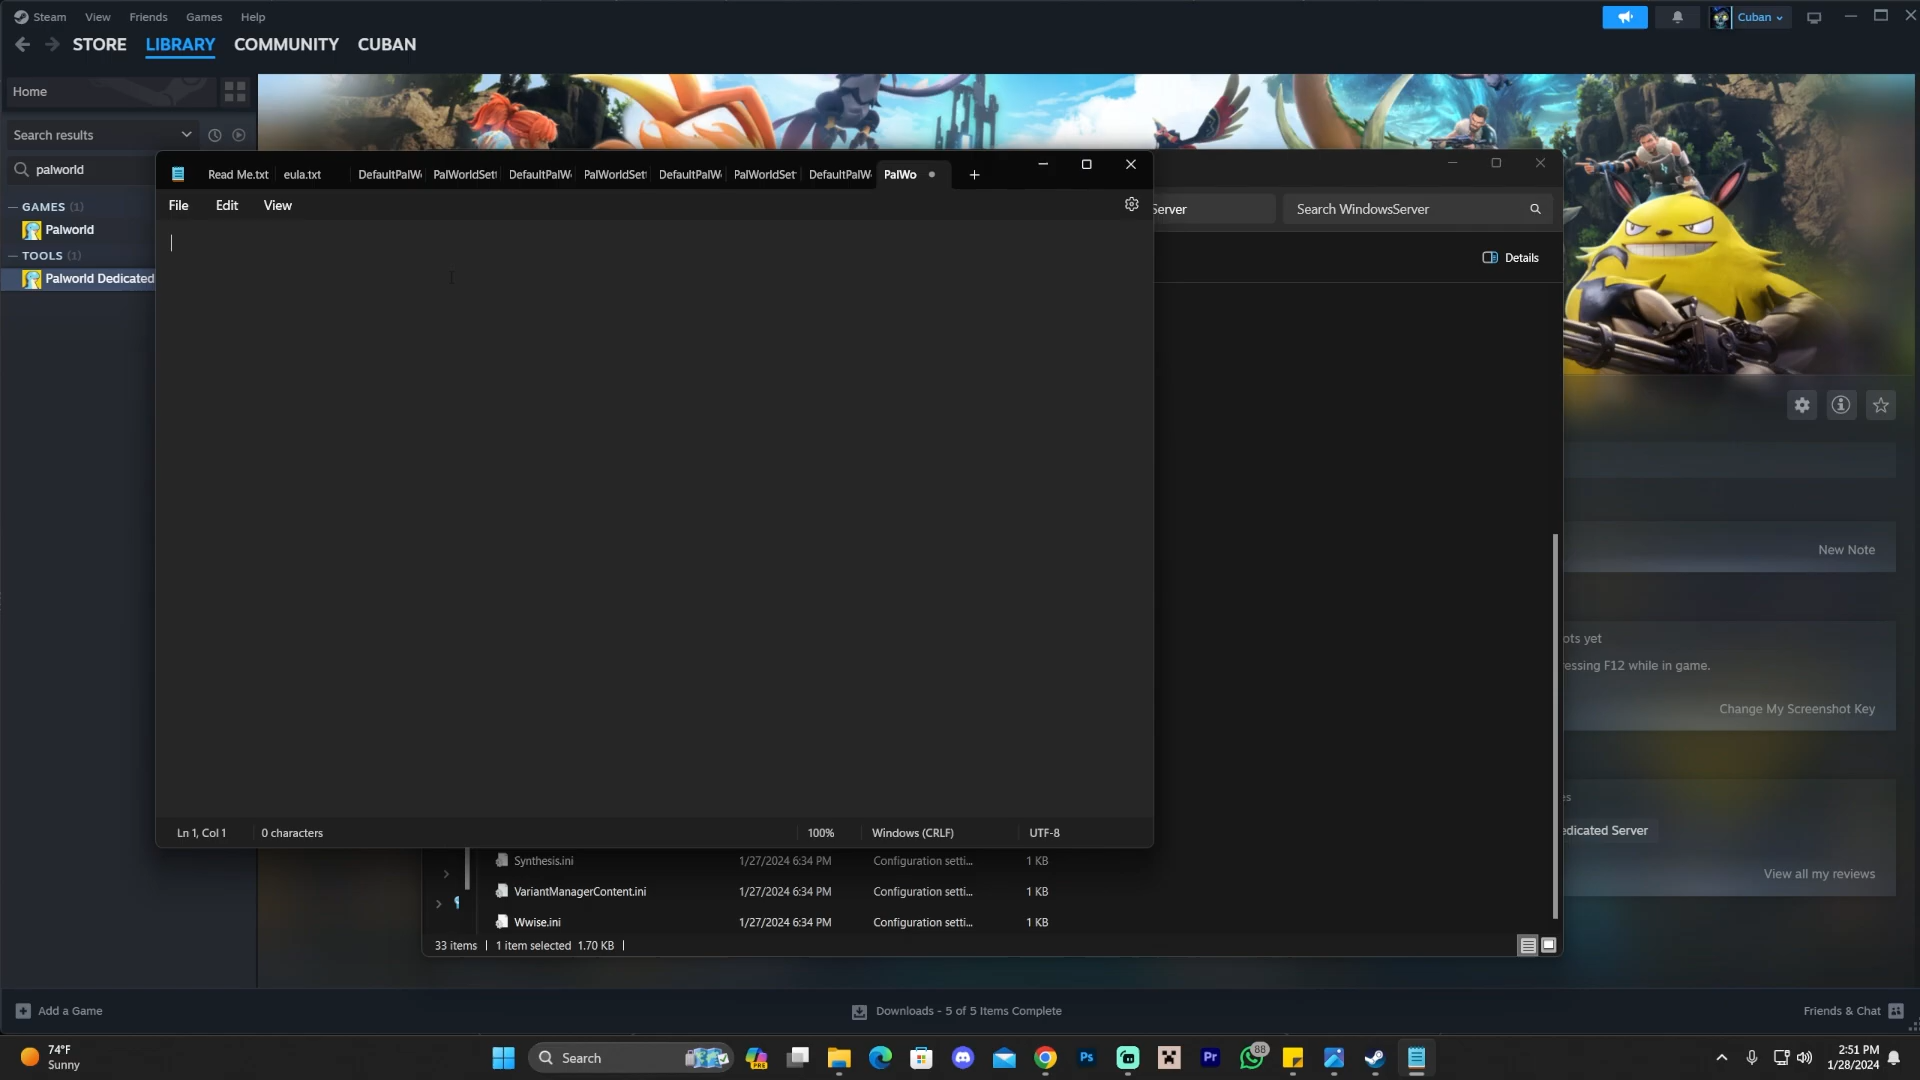 Steam View Friends Games Help
Cuban
STORE LIBRARY COMMUNITY CUBAN
Home
Search results
palworld
— GAMES (1)
Palworld
— TOOLS (1)
Palworld Dedicated
Read Me.txt eula.txt DefaultPalW PalWorldSet DefaultPalW PalWorldSet DefaultPalW PalWorldSet DefaultPalW PalWo
File Edit View
Server
Search WindowsServer
Details
New Note
ots yet
essing F12 while in game.
Change My Screenshot Key
es
edicated Server
View all my reviews
Ln 1, Col 1 0 characters 100% Windows (CRLF) UTF-8
Synthesis.ini 1/27/2024 6:34 PM Configuration setti... 1 KB
VariantManagerContent.ini 1/27/2024 6:34 PM Configuration setti... 1 KB
Wwise.ini 1/27/2024 6:34 PM Configuration setti... 1 KB
33 items | 1 item selected 1.70 KB |
Add a Game
Downloads - 5 of 5 Items Complete
Friends & Chat
74°F
Sunny
Search
PRE
Ps
Pr
88
2:51 PM
1/28/2024